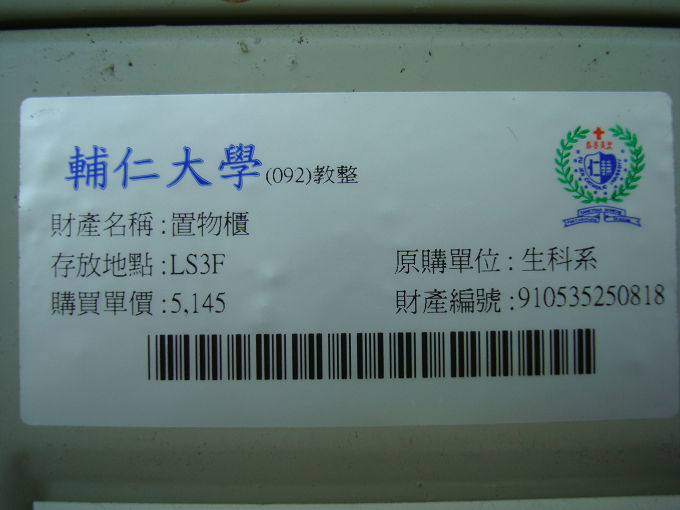 輔仁大學(092)教整
財產名稱:置物櫃
存放地點:LS3F 原購單位:生科系
購買單價:5,145 財產編號:910535250818